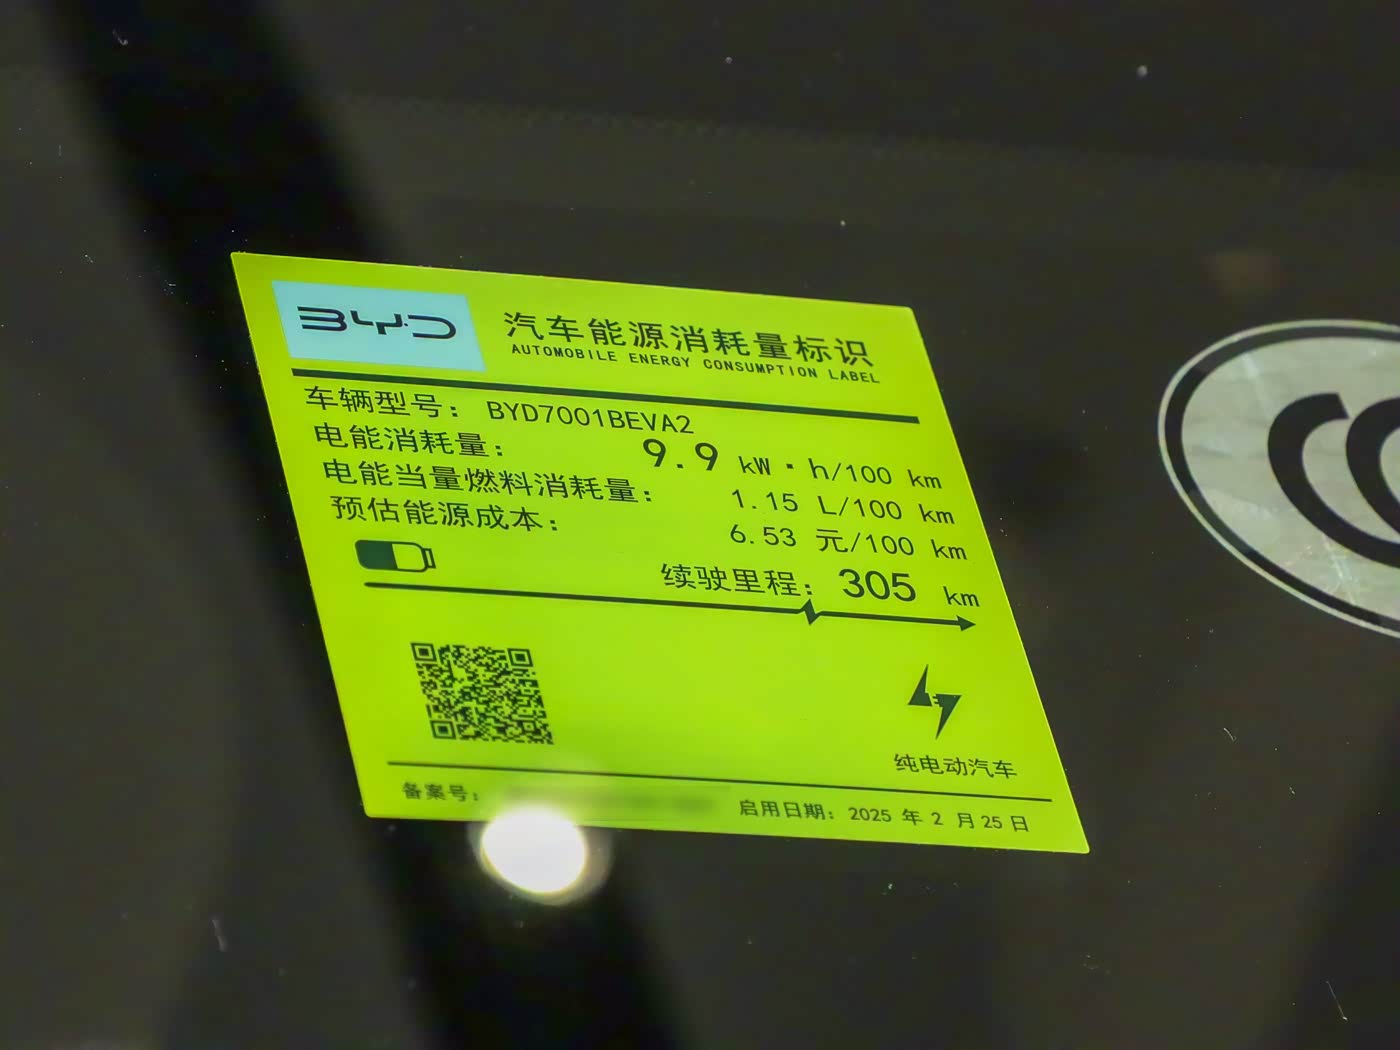 BYD
汽车能源消耗量标识
AUTOMOBILE ENERGY CONSUMPTION LABEL
车辆型号: BYD7001BEVA2
电能消耗量: 9.9 kW·h/100 km
电能当量燃料消耗量: 1.15 L/100 km
预估能源成本: 6.53 元/100 km
续驶里程: 305 km
纯电动汽车
备案号:
启用日期: 2025 年 2 月 25 日